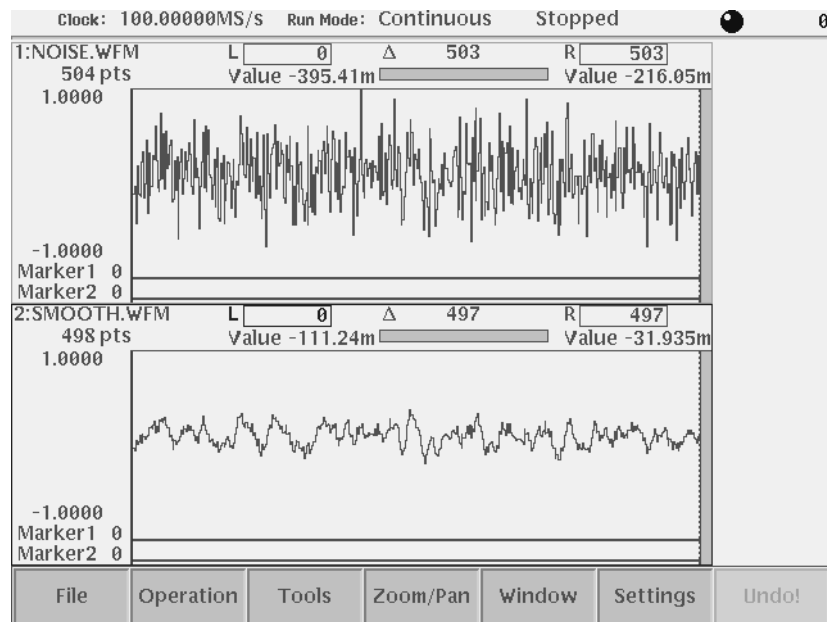 Clock: 100.00000MS/s Run Mode: Continuous Stopped 0
1:NOISE.WFM L 0 Δ 503 R 503
504 pts Value -395.41m Value -216.05m
1.0000
-1.0000
Marker1 0
Marker2 0
2:SMOOTH.WFM L 0 Δ 497 R 497
498 pts Value -111.24m Value -31.935m
1.0000
-1.0000
Marker1 0
Marker2 0
File Operation Tools Zoom/Pan Window Settings Undo!